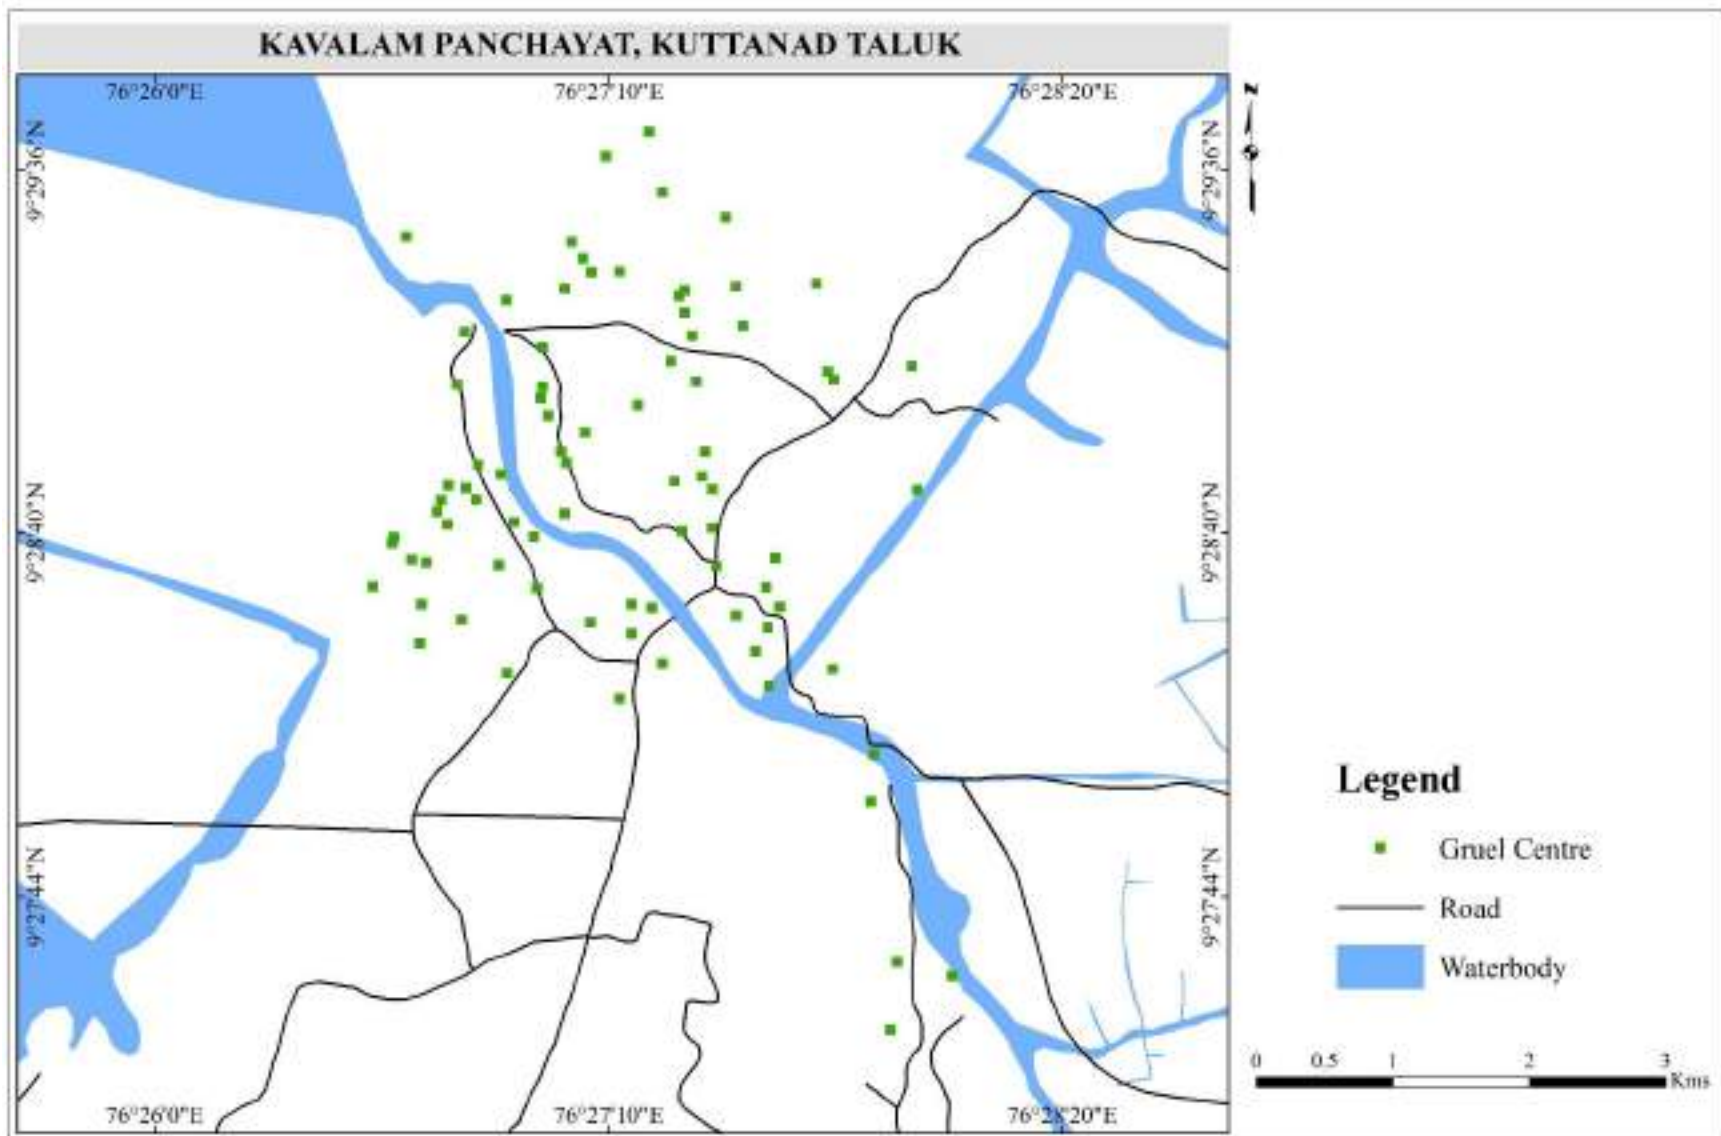 KAVALAM PANCHAYAT, KUTTANAD TALUK
76°26'0"E 76°27'10"E 76°28'20"E
N
9°29'36"N 9°29'36"N
9°28'40"N 9°28'40"N
9°27'44"N 9°27'44"N
76°26'0"E 76°27'10"E 76°28'20"E
Legend
Gruel Centre
Road
Waterbody
0 0.5 1 2 3
Kms